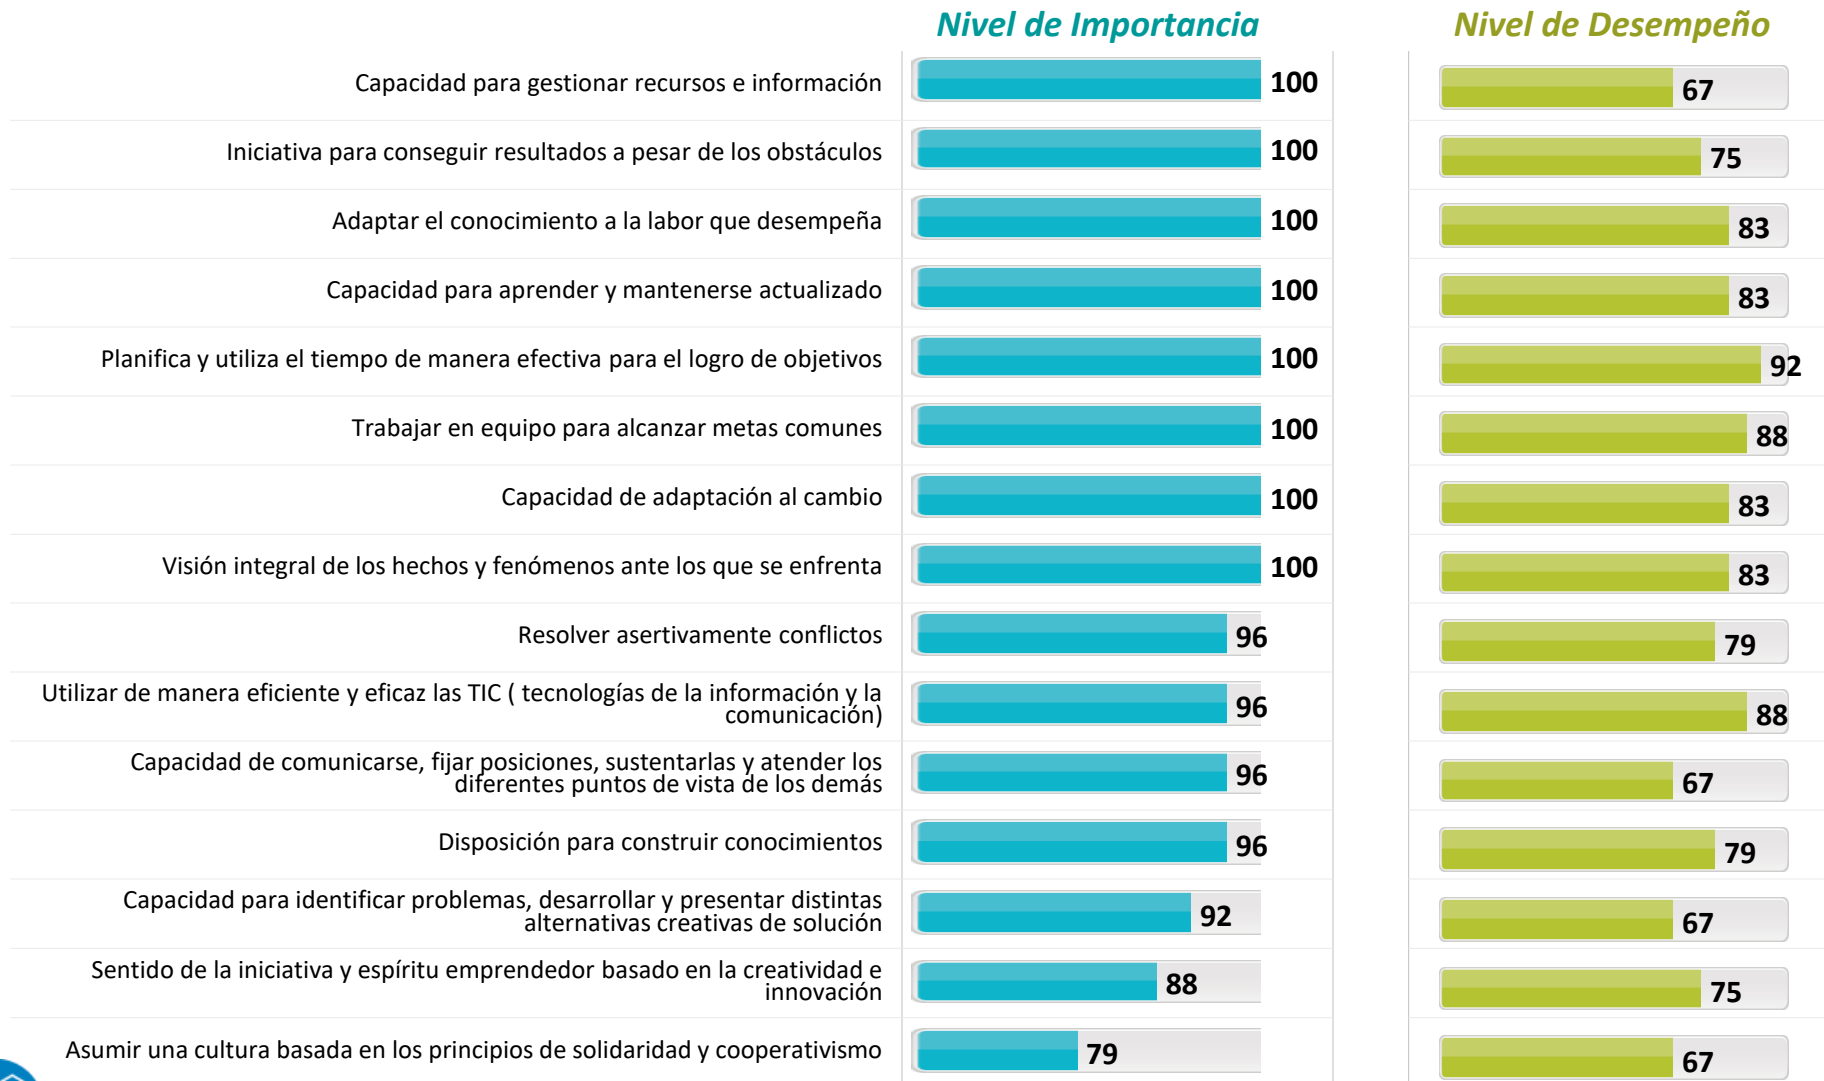 Nivel de Importancia Nivel de Desempeño
Capacidad para gestionar recursos e información 100 67
Iniciativa para conseguir resultados a pesar de los obstáculos 100 75
Adaptar el conocimiento a la labor que desempeña 100 83
Capacidad para aprender y mantenerse actualizado 100 83
Planifica y utiliza el tiempo de manera efectiva para el logro de objetivos 100 92
Trabajar en equipo para alcanzar metas comunes 100 88
Capacidad de adaptación al cambio 100 83
Visión integral de los hechos y fenómenos ante los que se enfrenta 100 83
Resolver asertivamente conflictos 96 79
Utilizar de manera eficiente y eficaz las TIC ( tecnologías de la información y la
comunicación) 96 88
Capacidad de comunicarse, fijar posiciones, sustentarlas y atender los
diferentes puntos de vista de los demás 96 67
Disposición para construir conocimientos 96 79
Capacidad para identificar problemas, desarrollar y presentar distintas
alternativas creativas de solución 92 67
Sentido de la iniciativa y espíritu emprendedor basado en la creatividad e
innovación 88 75
Asumir una cultura basada en los principios de solidaridad y cooperativismo 79 67